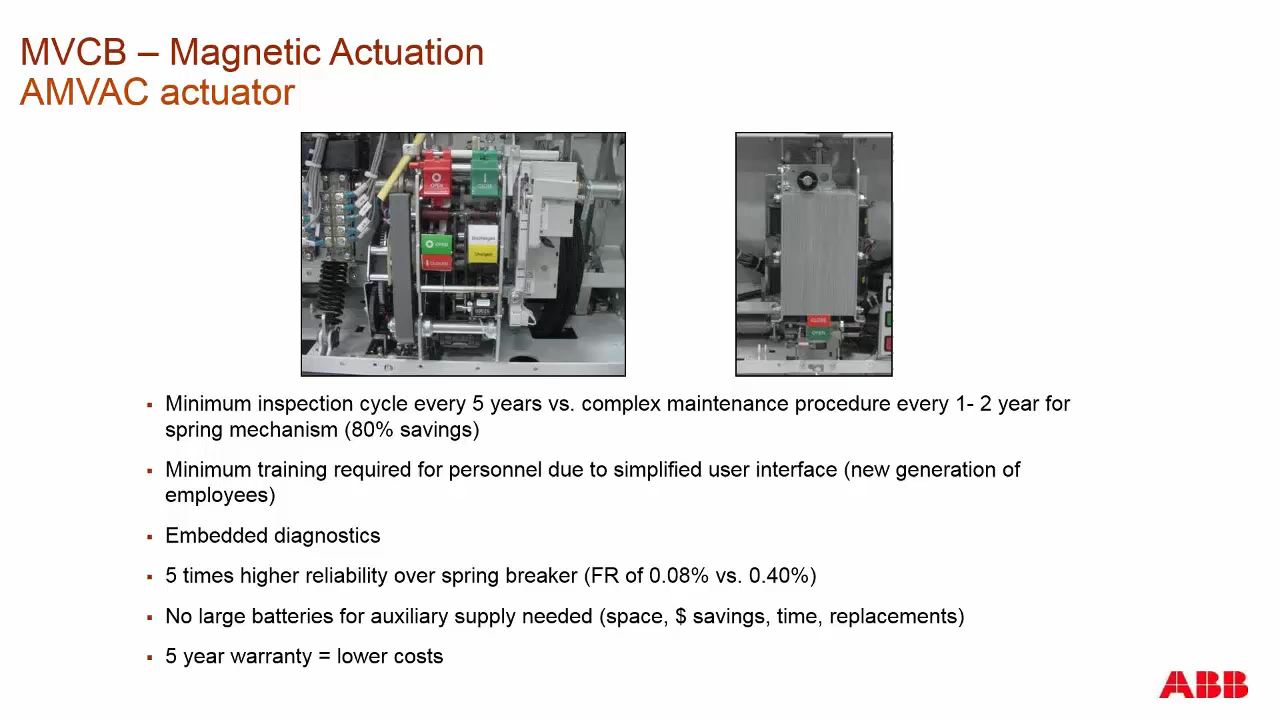 MVCB – Magnetic Actuation
AMVAC actuator
OPEN
CLOSE
OPEN
CLOSED
Discharged
Charged
CLOSE
OPEN
▪ Minimum inspection cycle every 5 years vs. complex maintenance procedure every 1- 2 year for
spring mechanism (80% savings)
▪ Minimum training required for personnel due to simplified user interface (new generation of
employees)
▪ Embedded diagnostics
▪ 5 times higher reliability over spring breaker (FR of 0.08% vs. 0.40%)
▪ No large batteries for auxiliary supply needed (space, $ savings, time, replacements)
▪ 5 year warranty = lower costs
ABB